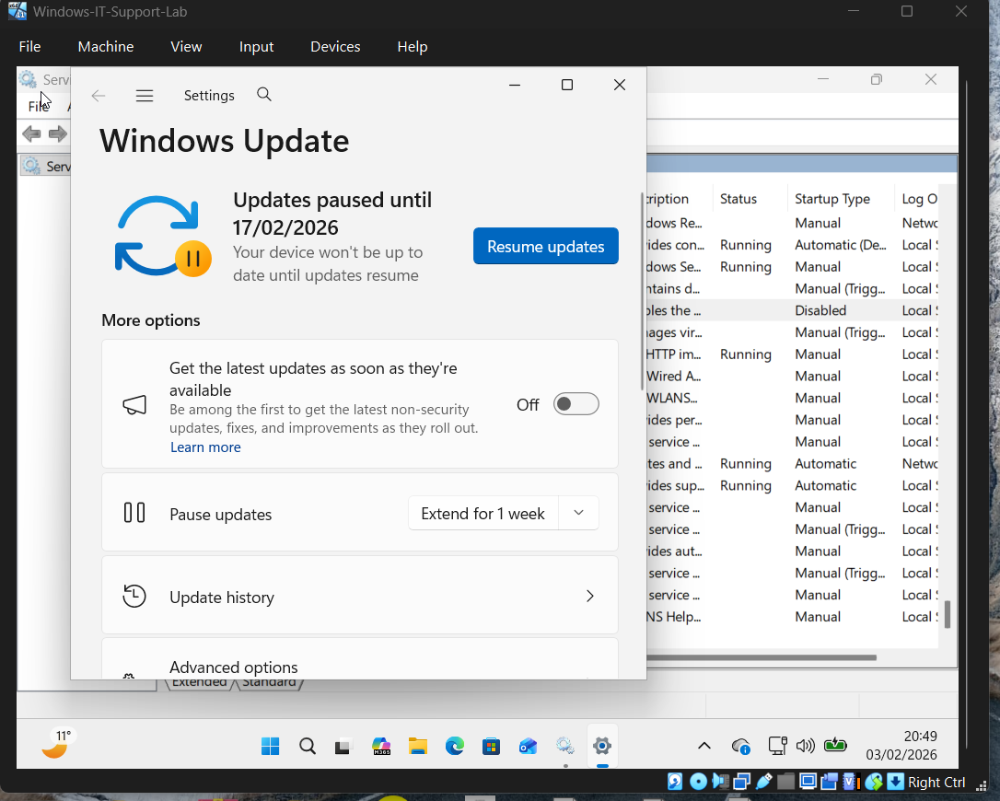 Windows-IT-Support-Lab
File Machine View Input Devices Help
Serv
File
Settings
Serv
Windows Update
Updates paused until
17/02/2026
Your device won't be up to
date until updates resume
Resume updates
More options
Get the latest updates as soon as they're
available
Be among the first to get the latest non-security
updates, fixes, and improvements as they roll out.
Learn more
Off
Pause updates
Extend for 1 week
Update history
Advanced options
Extended Standard
cription Status Startup Type Log O
dows Re... Manual Netwo
ides con... Running Automatic (De... Local S
dows Se... Running Manual Local S
ntains d... Manual (Trigg... Local S
bles the ... Disabled Local S
nages vir... Manual (Trigg... Local S
HTTP im... Running Manual Local S
Wired A... Manual Local S
WLANS... Manual Local S
ides per... Manual Local S
service ... Manual Local S
tes and ... Running Automatic Netwo
ides sup... Running Automatic Local S
service ... Manual Local S
service ... Manual (Trigg... Local S
ides aut... Manual Local S
service ... Manual (Trigg... Local S
service ... Manual Local S
NS Help... Manual Local S
11°
M365
20:49
03/02/2026
Right Ctrl